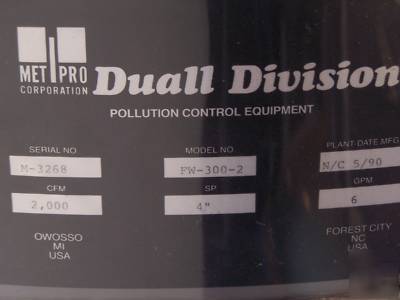 MET PRO
CORPORATION
Duall Division
POLLUTION CONTROL EQUIPMENT
SERIAL NO
MODEL NO.
PLANT-DATE.MFG
M-3268
FW-300-2
N/C 5/90
CFM
SP
GPM
2,000
4"
6
OWOSSO
MI
USA
FOREST CITY
NC
USA